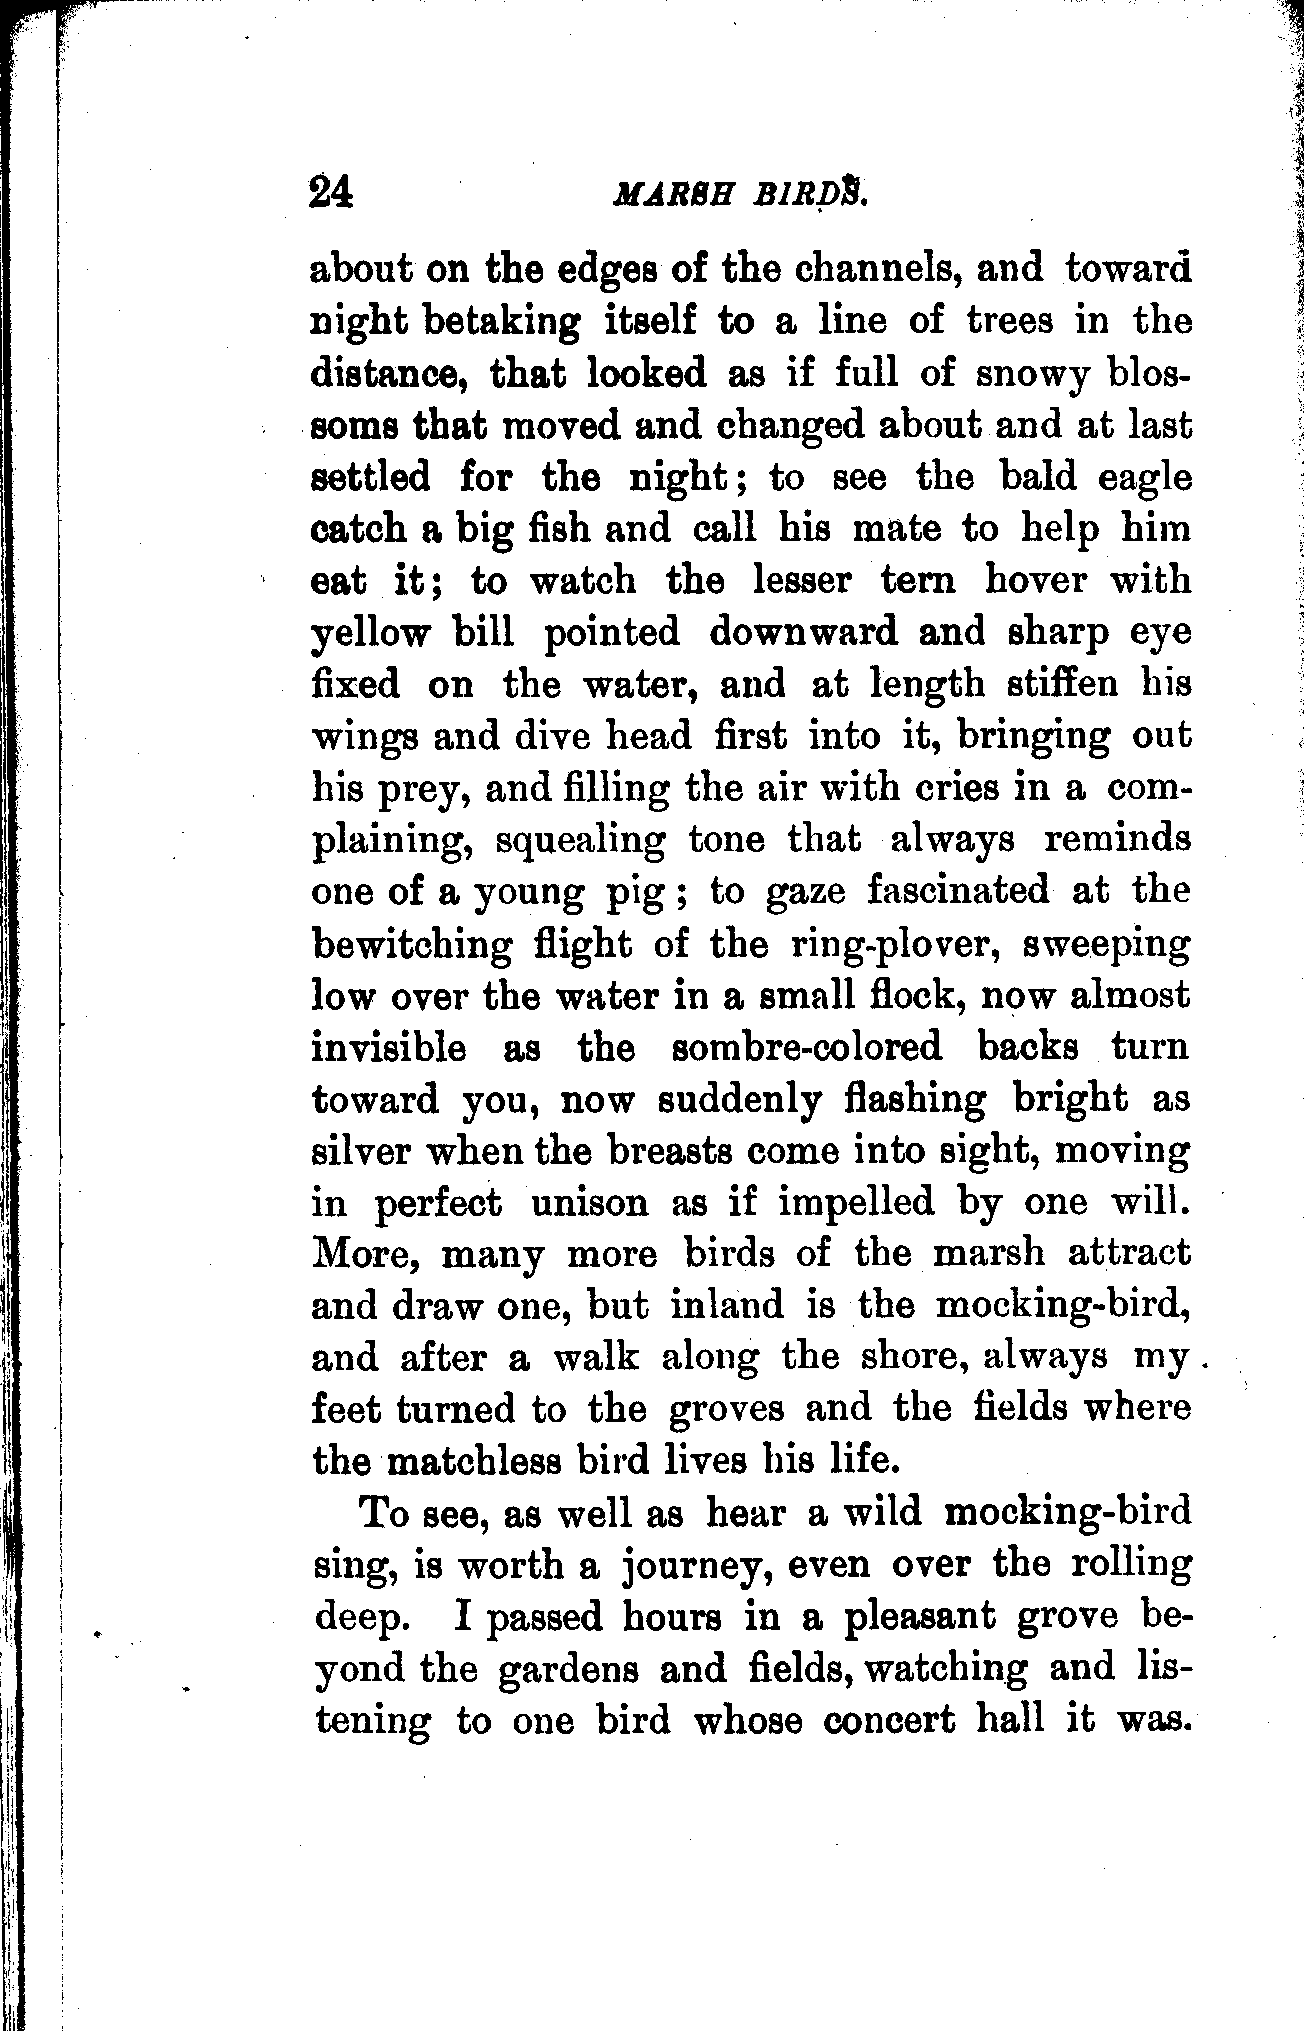 24 MARSH BIRDS.
about on the edges of the channels, and toward
night betaking itself to a line of trees in the
distance, that looked as if full of snowy blos-
soms that moved and changed about and at last
settled for the night; to see the bald eagle
catch a big fish and call his mate to help him
eat it; to watch the lesser tern hover with
yellow bill pointed downward and sharp eye
fixed on the water, and at length stiffen his
wings and dive head first into it, bringing out
his prey, and filling the air with cries in a com-
plaining, squealing tone that always reminds
one of a young pig; to gaze fascinated at the
bewitching flight of the ring-plover, sweeping
low over the water in a small flock, now almost
invisible as the sombre-colored backs turn
toward you, now suddenly flashing bright as
silver when the breasts come into sight, moving
in perfect unison as if impelled by one will.
More, many more birds of the marsh attract
and draw one, but inland is the mocking-bird,
and after a walk along the shore, always my
feet turned to the groves and the fields where
the matchless bird lives his life.
To see, as well as hear a wild mocking-bird
sing, is worth a journey, even over the rolling
deep. I passed hours in a pleasant grove be-
yond the gardens and fields, watching and lis-
tening to one bird whose concert hall it was.